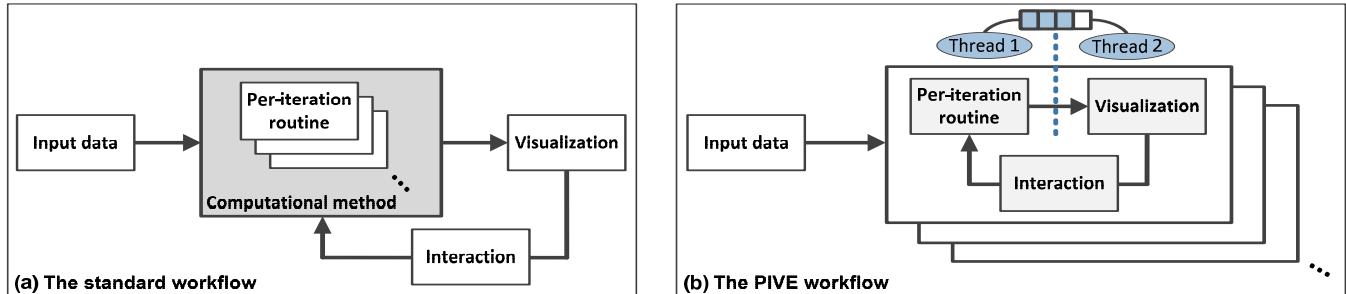 Input data
Per-iteration
routine
Computational method
Visualization
Interaction
(a) The standard workflow
Thread 1
Thread 2
Input data
Per-iteration
routine
Visualization
Interaction
(b) The PIVE workflow